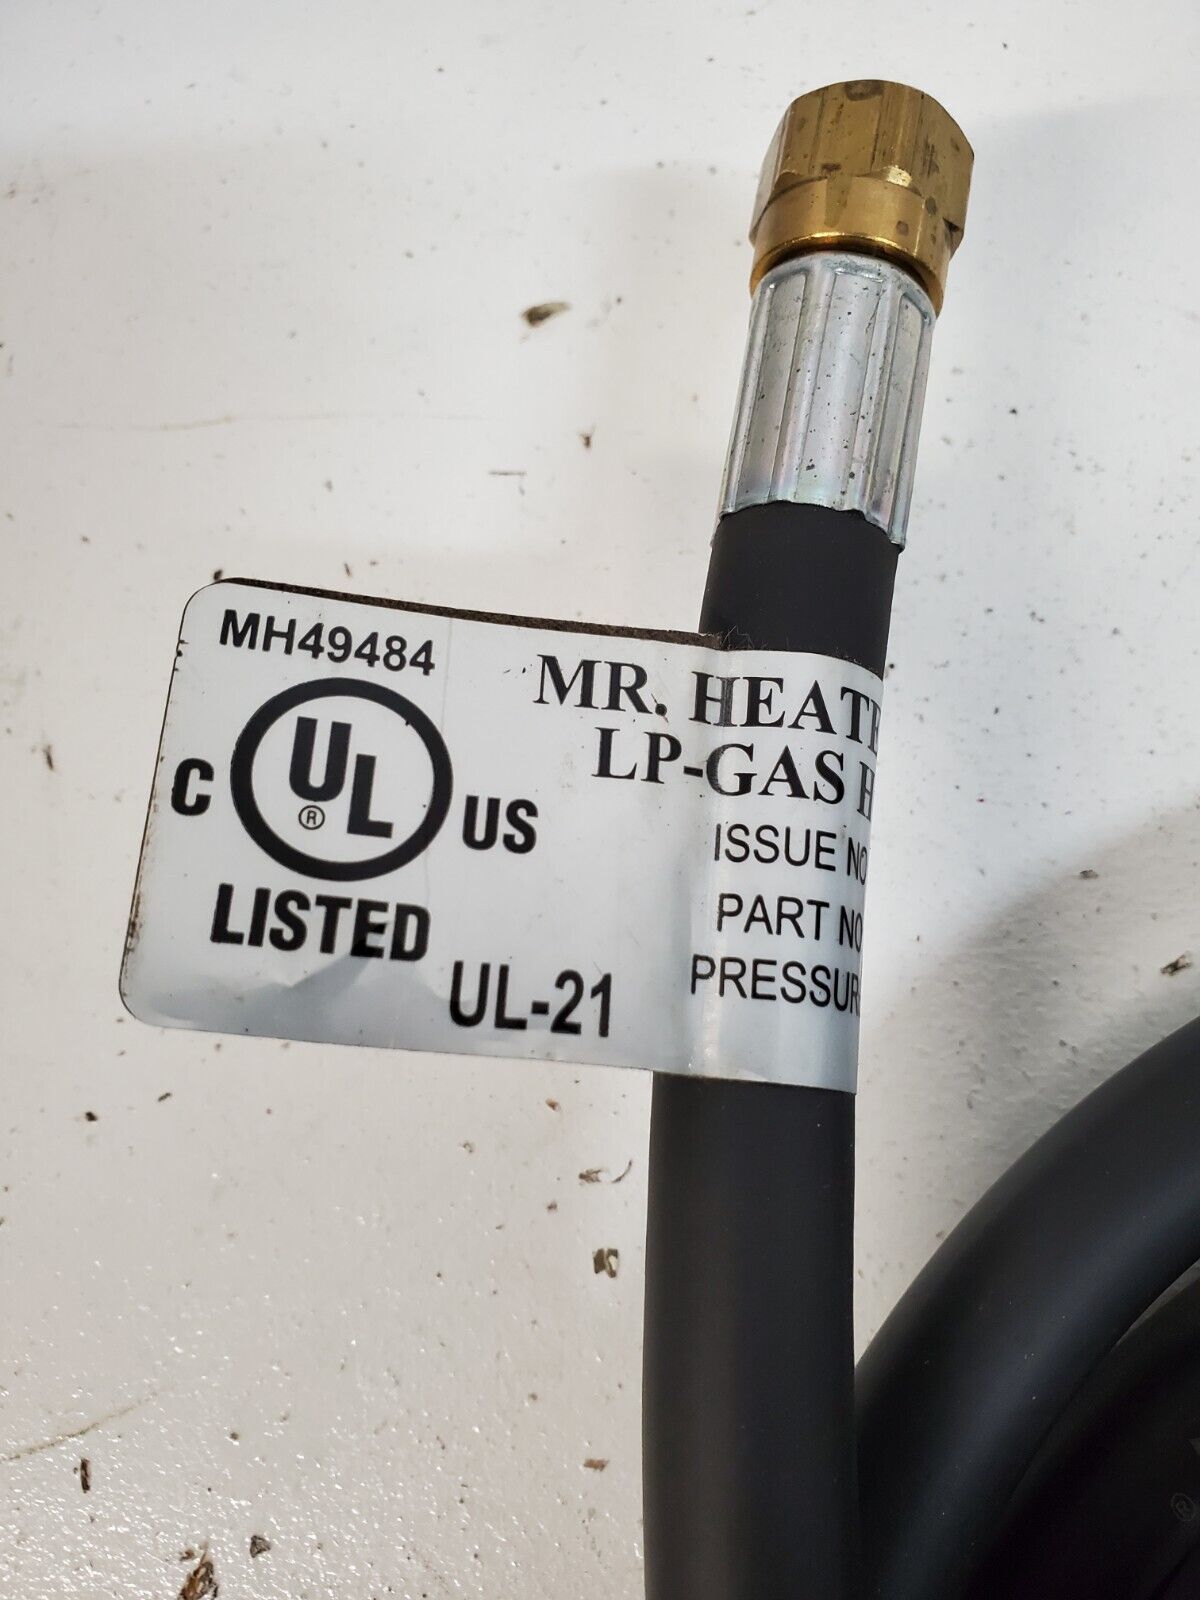 MH49484
C UL® US
LISTED
UL-21
MR. HEATE
LP-GAS H
ISSUE NO
PART NO
PRESSUR
®